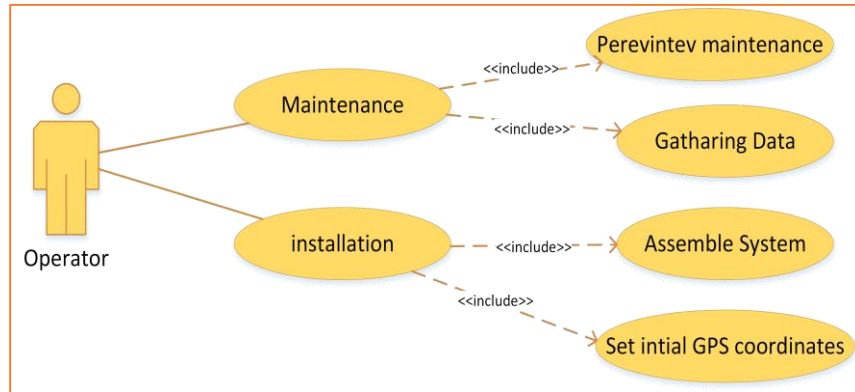 Perevintev maintenance
<<include>>
Maintenance
<<include>>
Gatharing Data
Operator
installation
<<include>>
Assemble System
<<include>>
Set intial GPS coordinates